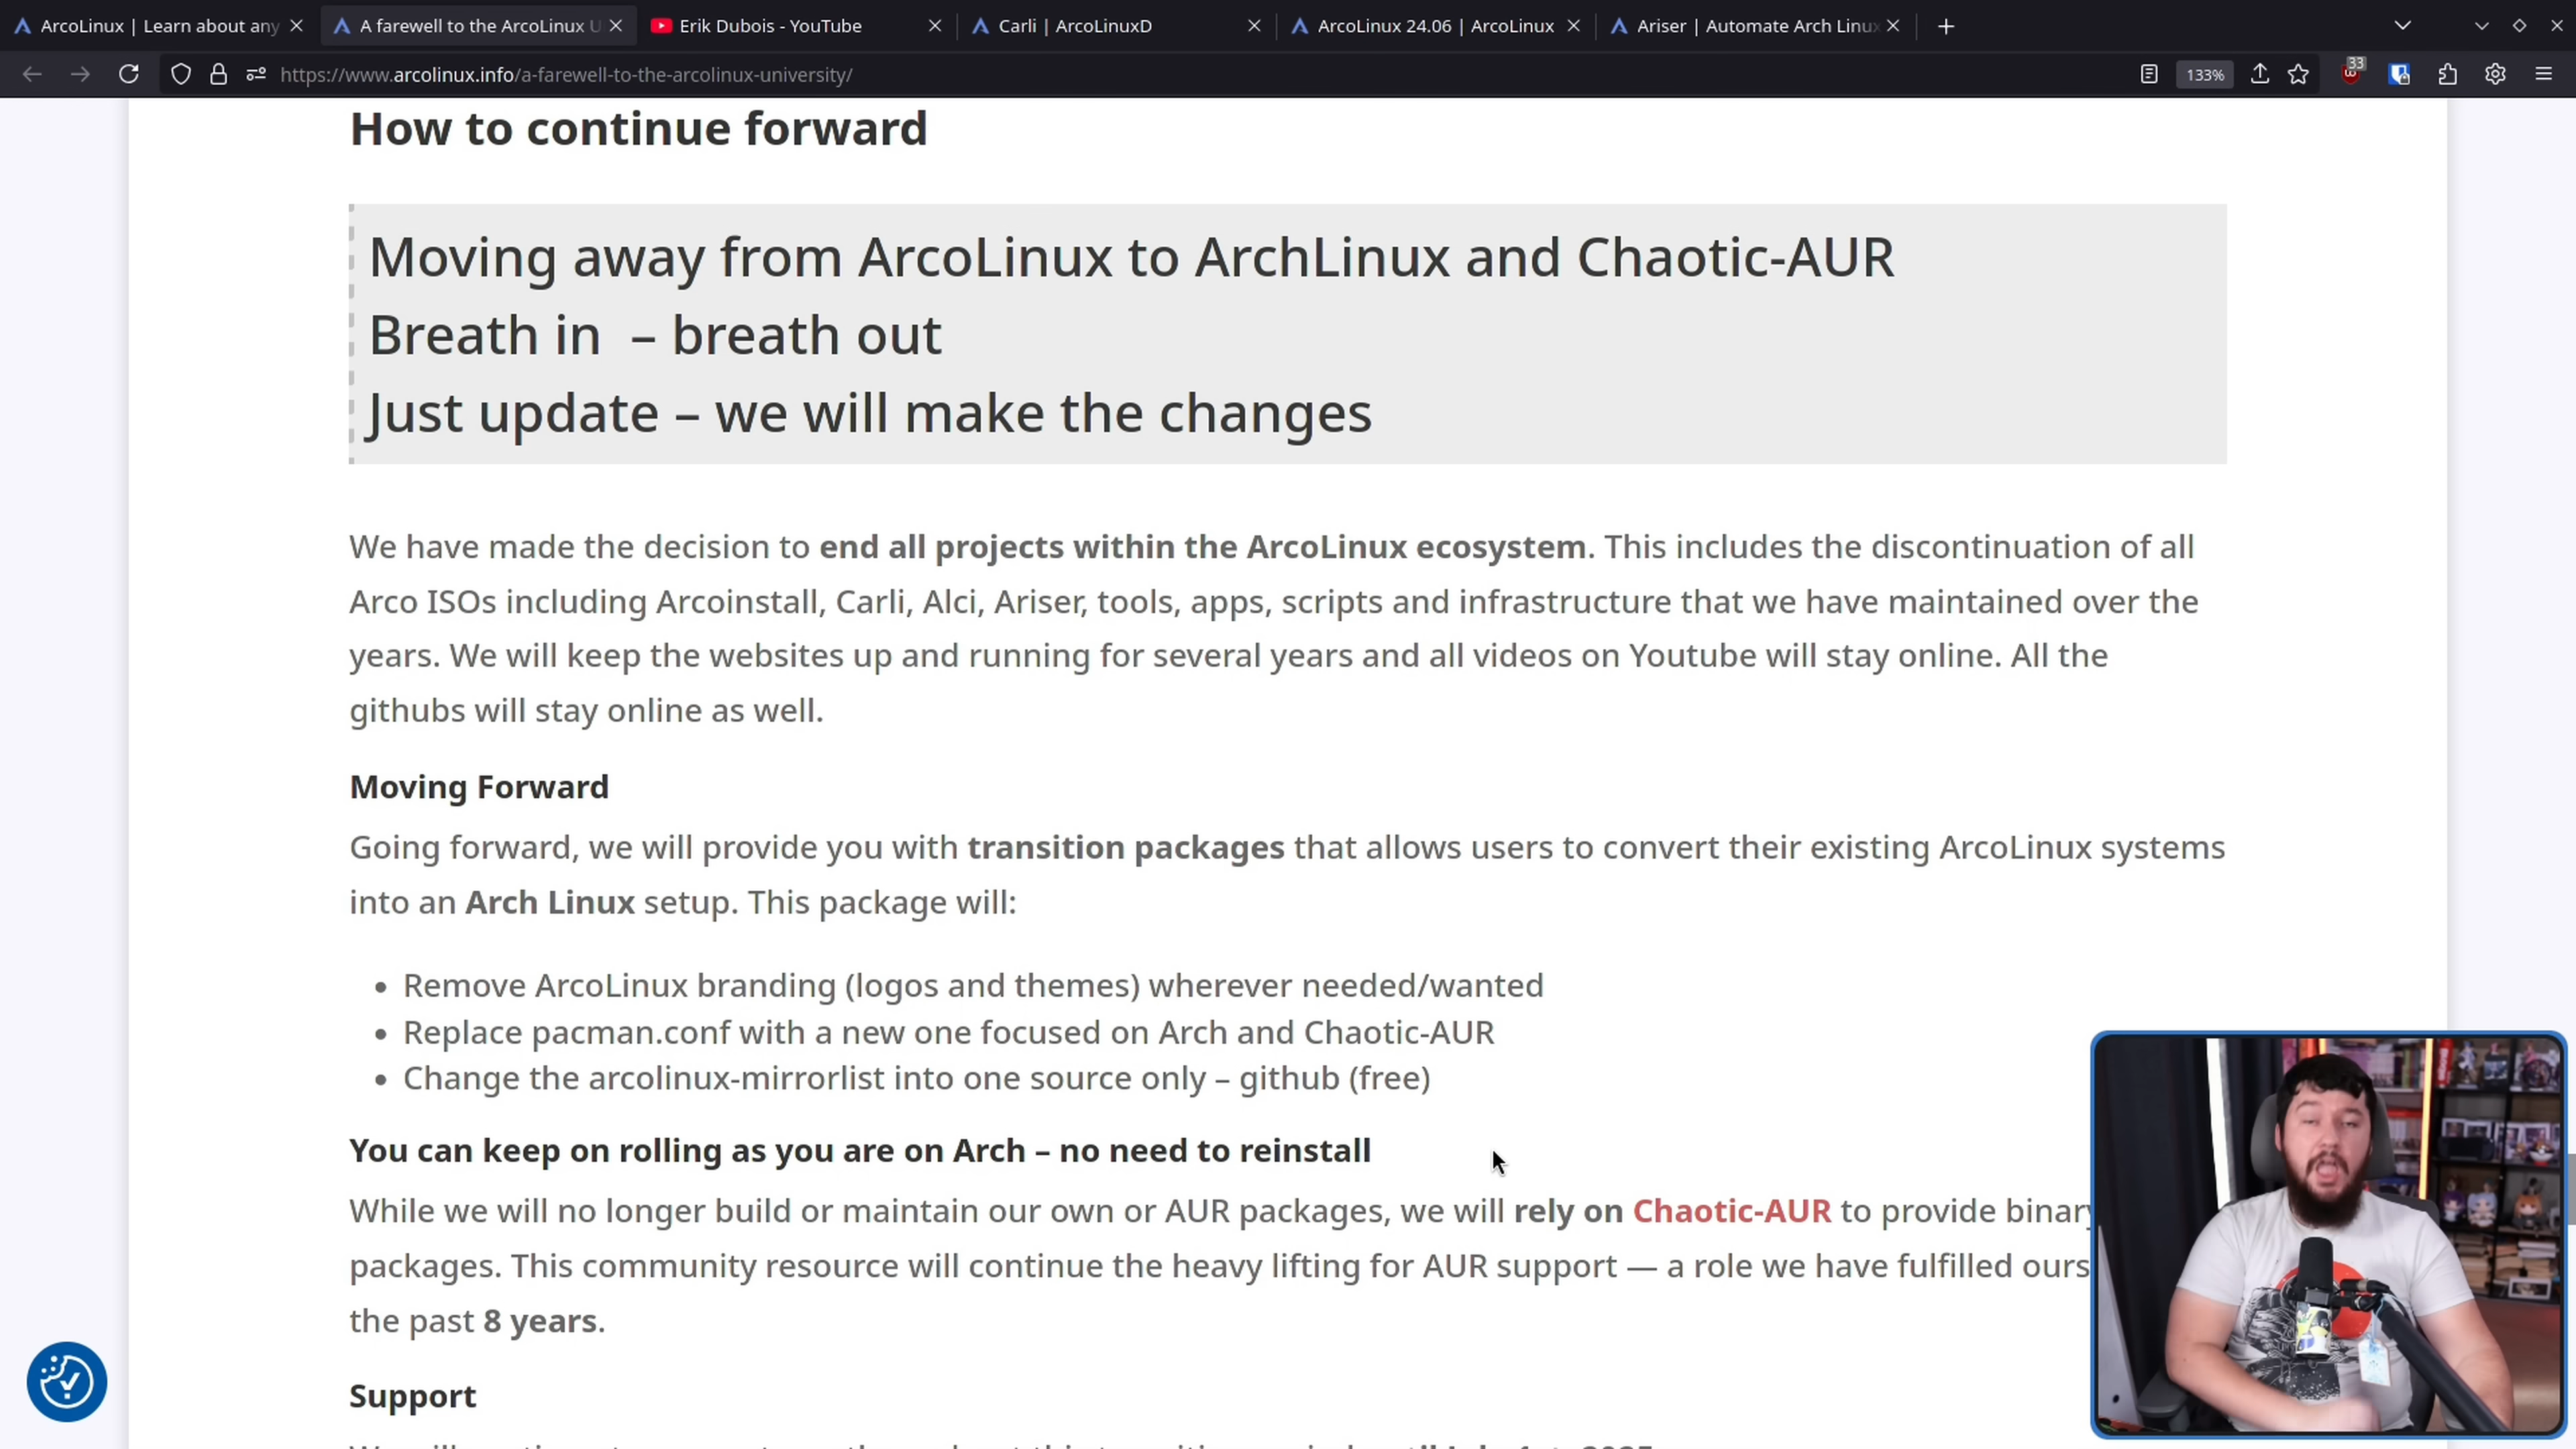 ArcoLinux | Learn about any
A farewell to the ArcoLinux U
Erik Dubois - YouTube
Carli | ArcoLinuxD
ArcoLinux 24.06 | ArcoLinux
Ariser | Automate Arch Linux
https://www.arcolinux.info/a-farewell-to-the-arcolinux-university/
133%
33
How to continue forward
Moving away from ArcoLinux to ArchLinux and Chaotic-AUR
Breath in – breath out
Just update – we will make the changes
We have made the decision to end all projects within the ArcoLinux ecosystem. This includes the discontinuation of all
Arco ISOs including Arcoinstall, Carli, Alci, Ariser, tools, apps, scripts and infrastructure that we have maintained over the
years. We will keep the websites up and running for several years and all videos on Youtube will stay online. All the
githubs will stay online as well.
Moving Forward
Going forward, we will provide you with transition packages that allows users to convert their existing ArcoLinux systems
into an Arch Linux setup. This package will:
• Remove ArcoLinux branding (logos and themes) wherever needed/wanted
• Replace pacman.conf with a new one focused on Arch and Chaotic-AUR
• Change the arcolinux-mirrorlist into one source only – github (free)
You can keep on rolling as you are on Arch – no need to reinstall
While we will no longer build or maintain our own or AUR packages, we will rely on Chaotic-AUR to provide binary
packages. This community resource will continue the heavy lifting for AUR support — a role we have fulfilled ours
the past 8 years.
Support